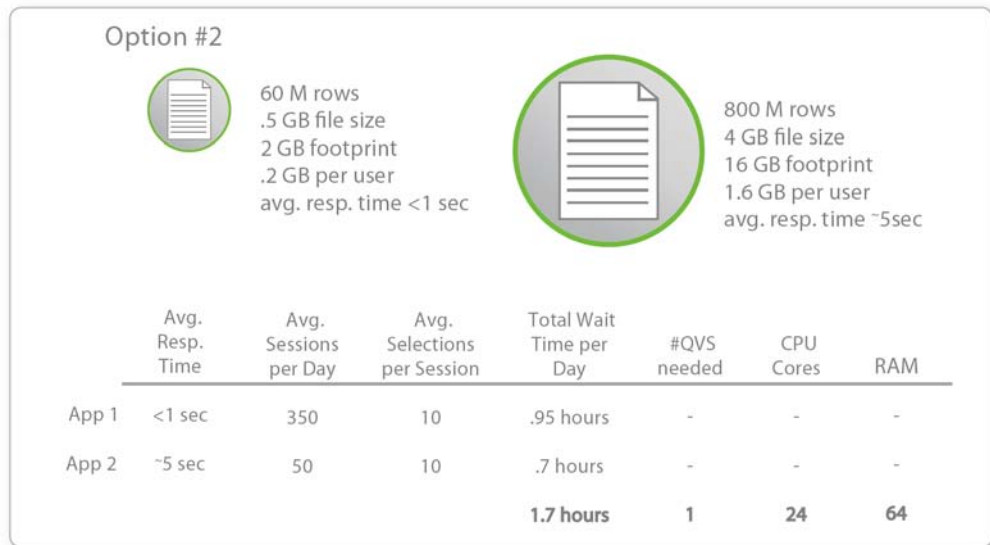 Option #2
60 M rows
.5 GB file size
2 GB footprint
.2 GB per user
avg. resp. time <1 sec
800 M rows
4 GB file size
16 GB footprint
1.6 GB per user
avg. resp. time ~5sec
Avg. Resp. Time
Avg. Sessions per Day
Avg. Selections per Session
Total Wait Time per Day
#QVS needed
CPU Cores
RAM
App 1 <1 sec 350 10 .95 hours - - -
App 2 ~5 sec 50 10 .7 hours - - -
1.7 hours 1 24 64